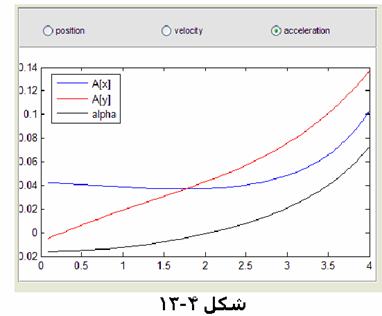 position velocity acceleration
0.14
A[x]
0.12
A[y]
alpha
0.1
0.08
0.06
0.04
0.02
0
0.02
0 0.5 1 1.5 2 2.5 3 3.5 4
شکل ۴-۱۳